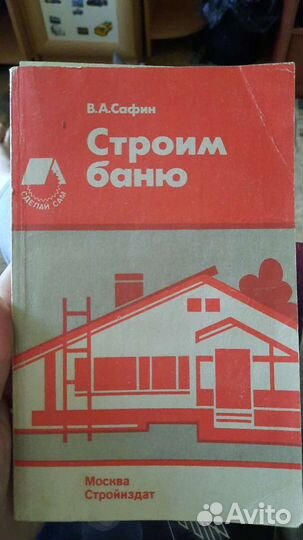 В.А.Сафин
Строим
баню
СДЕЛАЙ САМ
Москва
Стройиздат
Avito